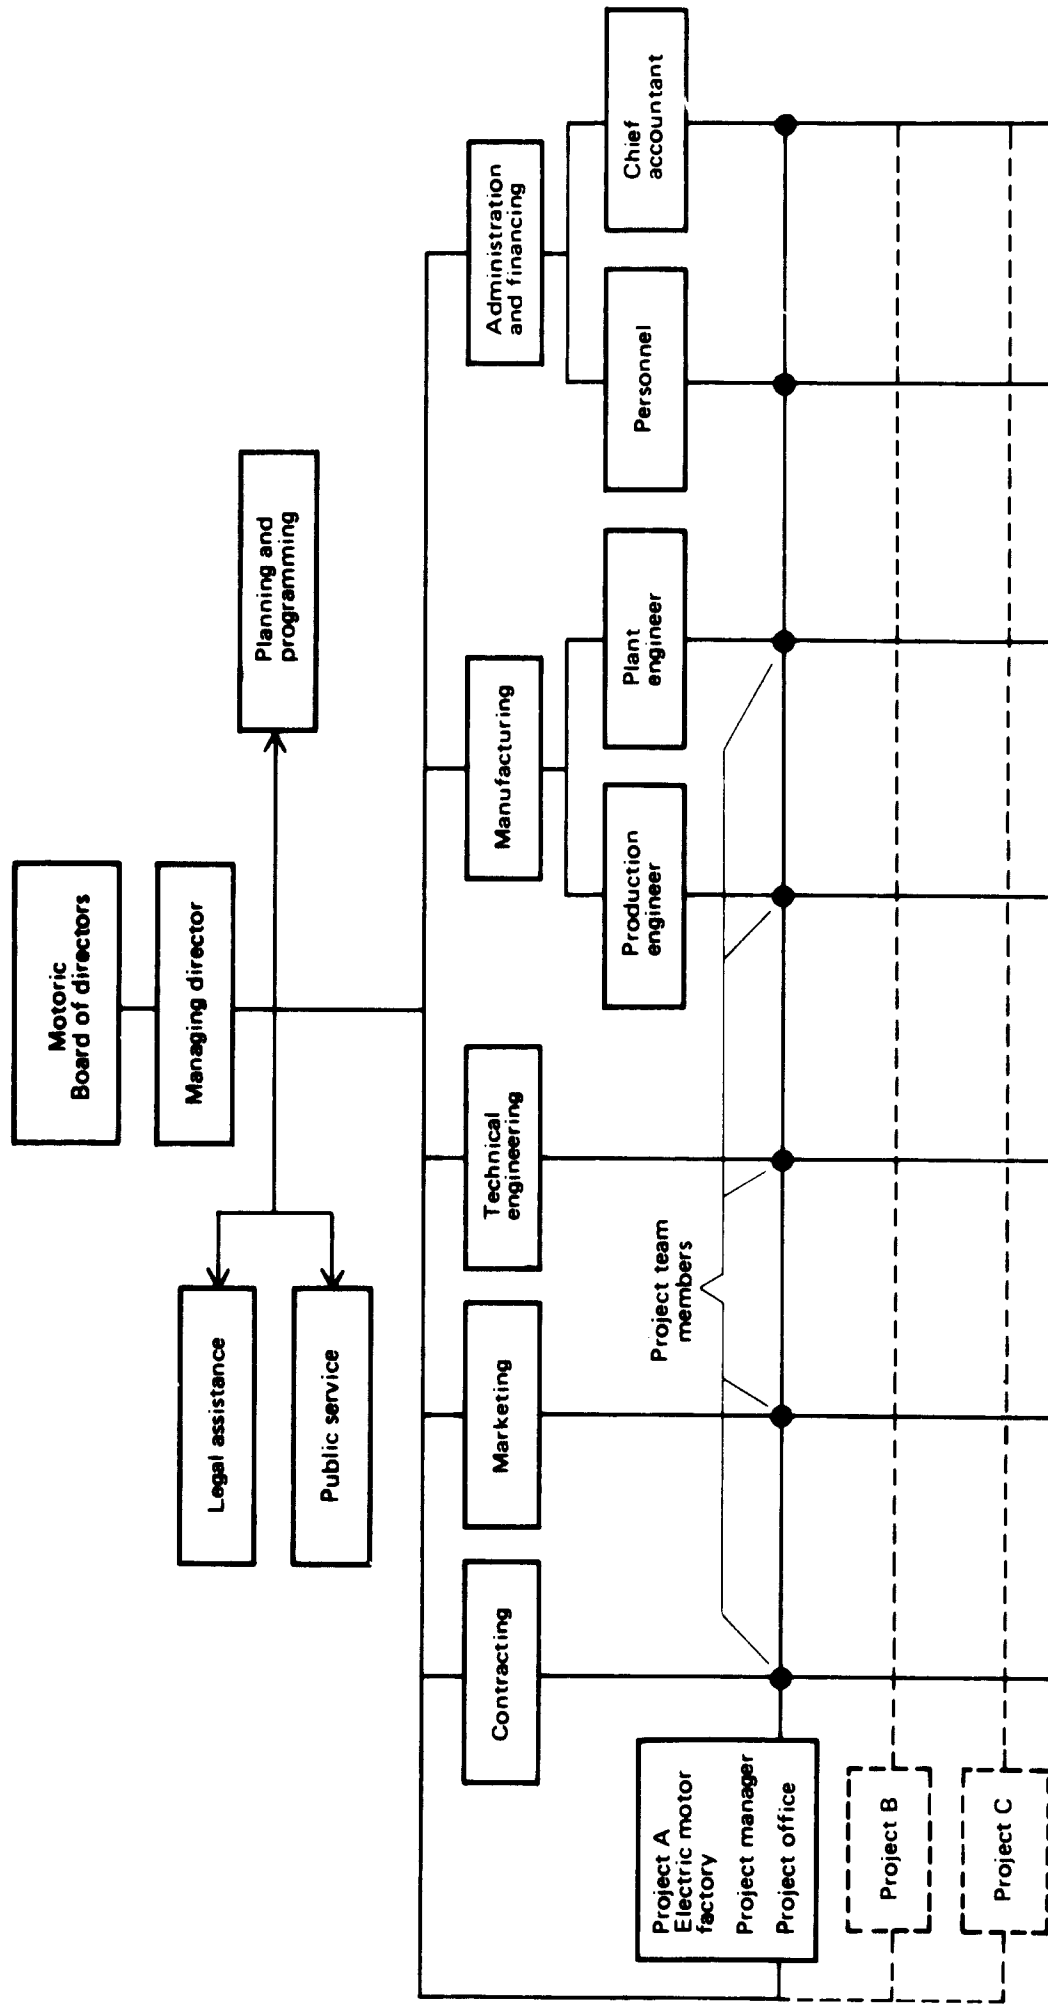 Motoric
Board of directors
Managing director
Legal assistance
Public service
Planning and
programming
Contracting
Marketing
Technical
engineering
Manufacturing
Administration
and financing
Production
engineer
Plant
engineer
Personnel
Chief
accountant
Project team
members
Project A
Electric motor
factory
Project manager
Project office
Project B
Project C